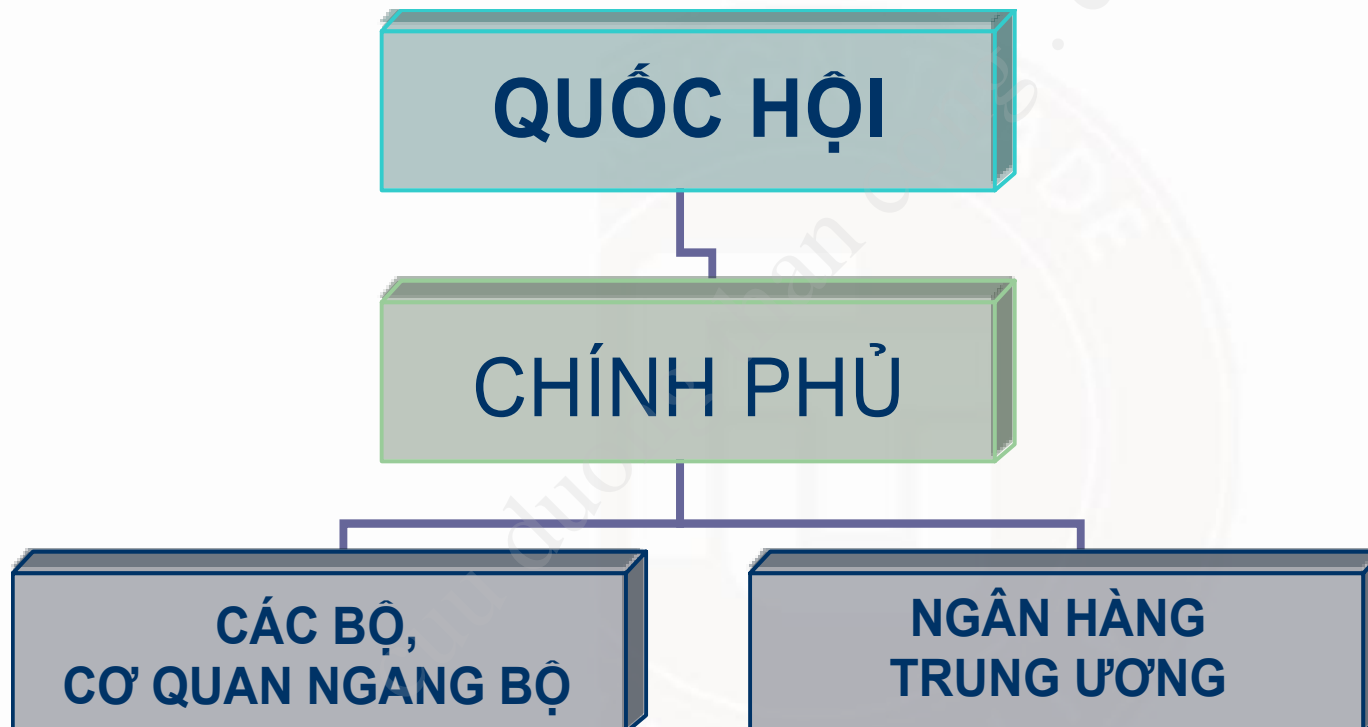 QUỐC HỘI
CHÍNH PHỦ
CÁC BỘ,
CƠ QUAN NGANG BỘ
NGÂN HÀNG
TRUNG ƯƠNG